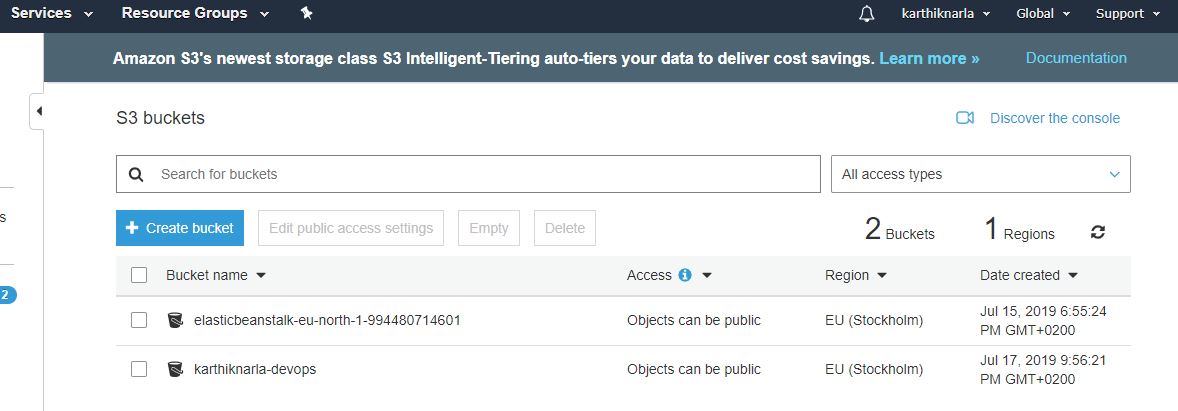 Services Resource Groups karthiknarla Global Support
Amazon S3's newest storage class S3 Intelligent-Tiering auto-tiers your data to deliver cost savings. Learn more » Documentation
S3 buckets Discover the console
Search for buckets All access types
+ Create bucket Edit public access settings Empty Delete 2 Buckets 1 Regions
s
Bucket name Access Region Date created
2
elasticbeanstalk-eu-north-1-994480714601 Objects can be public EU (Stockholm) Jul 15, 2019 6:55:24
PM GMT+0200
karthiknarla-devops Objects can be public EU (Stockholm) Jul 17, 2019 9:56:21
PM GMT+0200